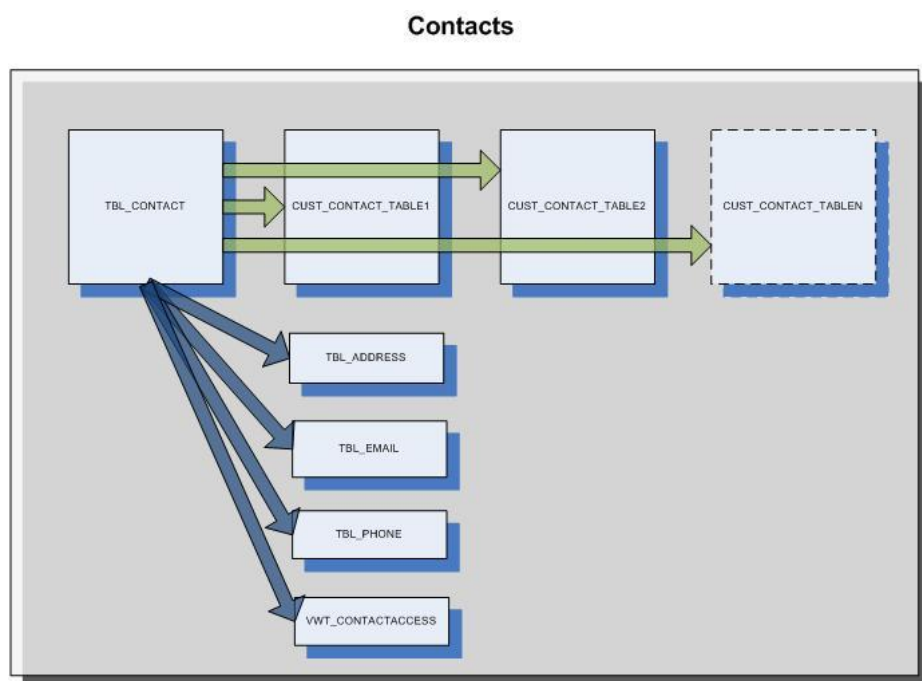 Contacts
TBL_CONTACT
CUST_CONTACT_TABLE1
CUST_CONTACT_TABLE2
CUST_CONTACT_TABLEN
TBL_ADDRESS
TBL_EMAIL
TBL_PHONE
VWT_CONTACTACCESS